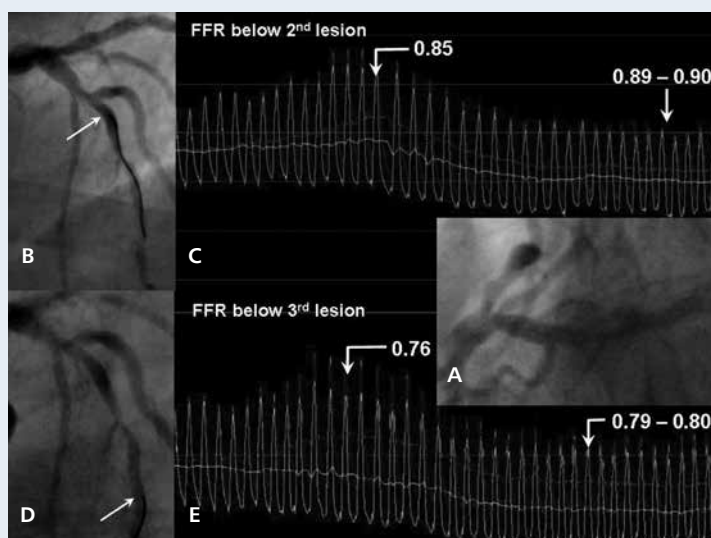 FFR below 2nd lesion
0.85
0.89 – 0.90
B
C
FFR below 3rd lesion
0.76
A
0.79 – 0.80
D
E